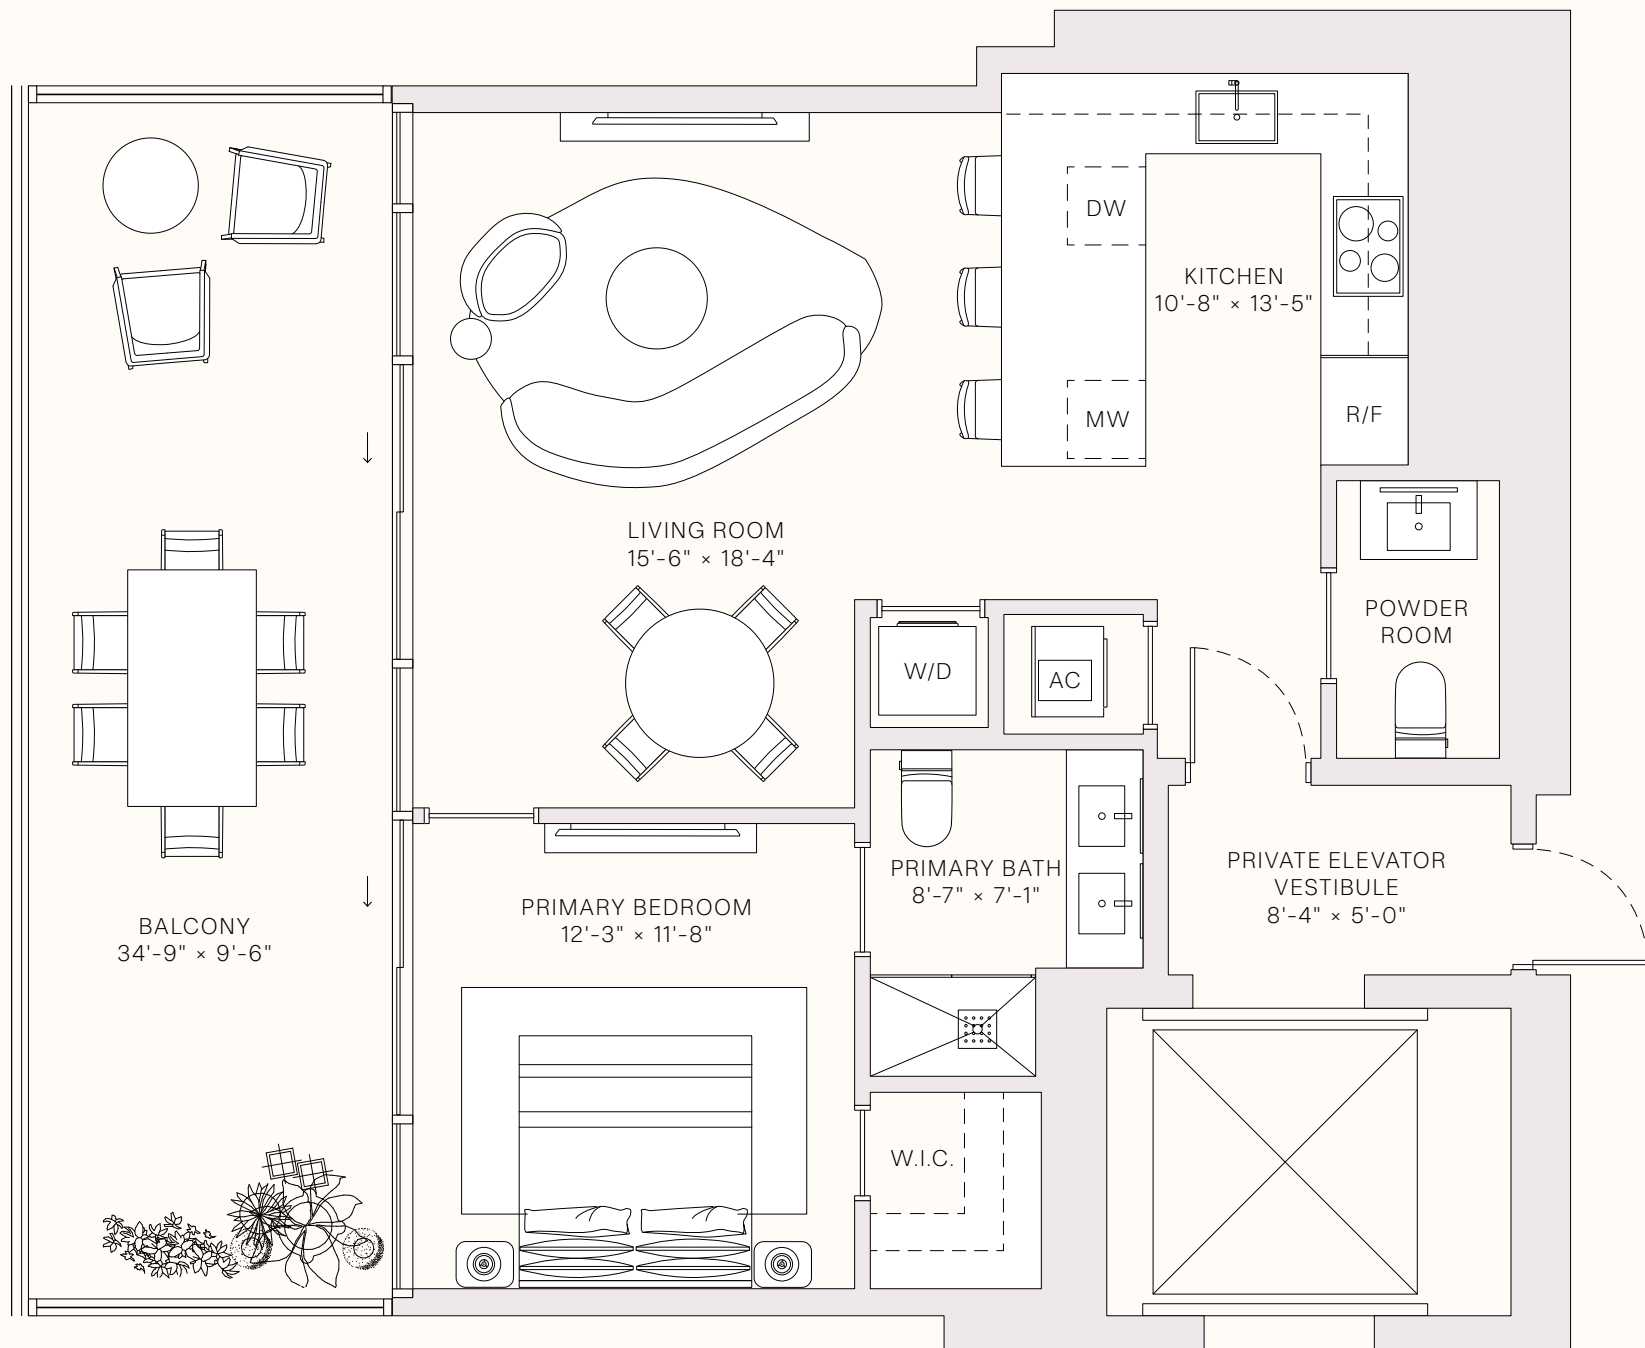 DW
KITCHEN
10'-8" × 13'-5"
MW
R/F
LIVING ROOM
15'-6" × 18'-4"
POWDER
ROOM
W/D
AC
PRIMARY BATH
8'-7" × 7'-1"
PRIVATE ELEVATOR
VESTIBULE
8'-4" × 5'-0"
PRIMARY BEDROOM
12'-3" × 11'-8"
BALCONY
34'-9" × 9'-6"
W.I.C.